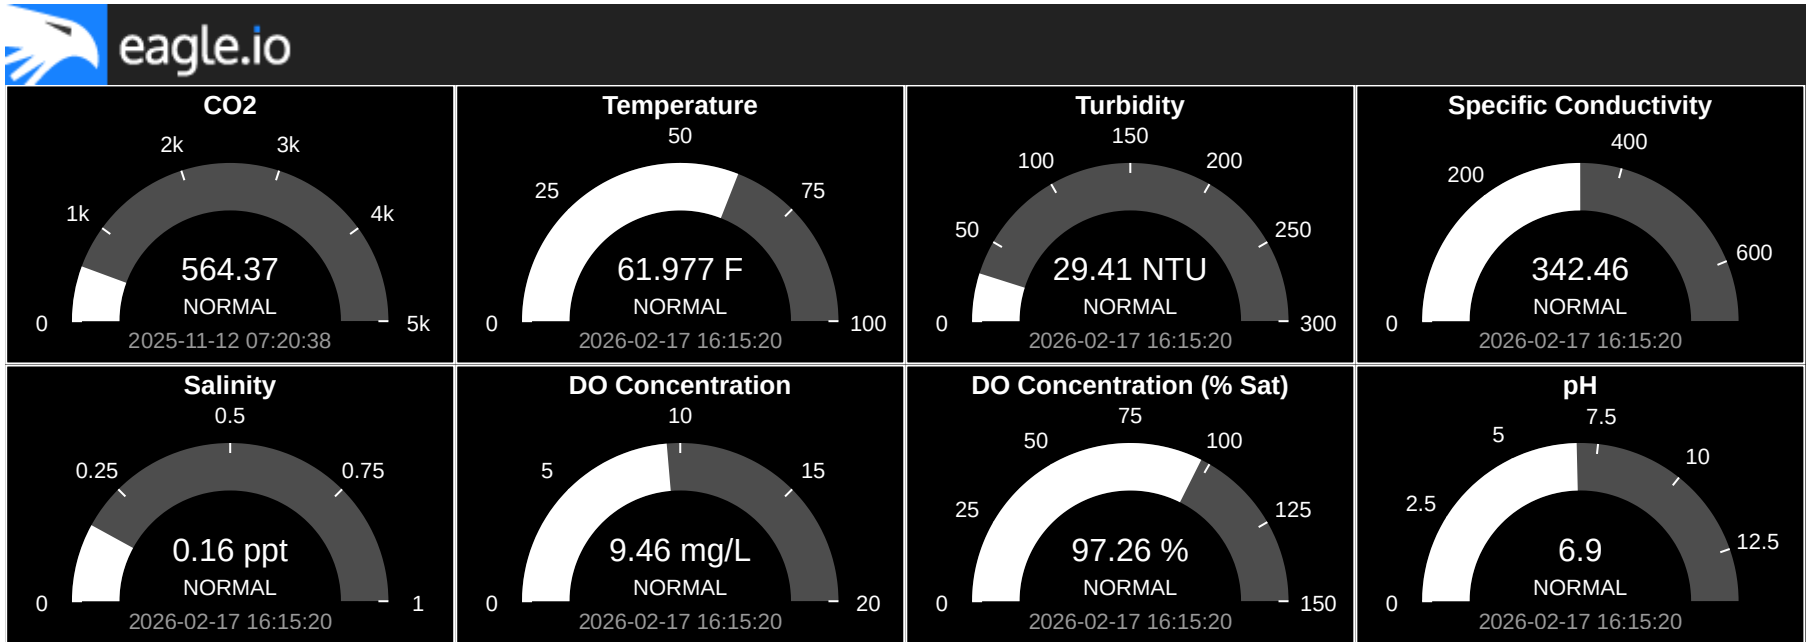 eagle.io
CO2
0
1k
2k
3k
4k
5k
564.37
NORMAL
2025-11-12 07:20:38
Temperature
0
25
50
75
100
61.977 F
NORMAL
2026-02-17 16:15:20
Turbidity
0
50
100
150
200
250
300
29.41 NTU
NORMAL
2026-02-17 16:15:20
Specific Conductivity
0
200
400
600
342.46
NORMAL
2026-02-17 16:15:20
Salinity
0
0.25
0.5
0.75
1
0.16 ppt
NORMAL
2026-02-17 16:15:20
DO Concentration
0
5
10
15
20
9.46 mg/L
NORMAL
2026-02-17 16:15:20
DO Concentration (% Sat)
0
25
50
75
100
125
150
97.26 %
NORMAL
2026-02-17 16:15:20
pH
0
2.5
5
7.5
10
12.5
6.9
NORMAL
2026-02-17 16:15:20